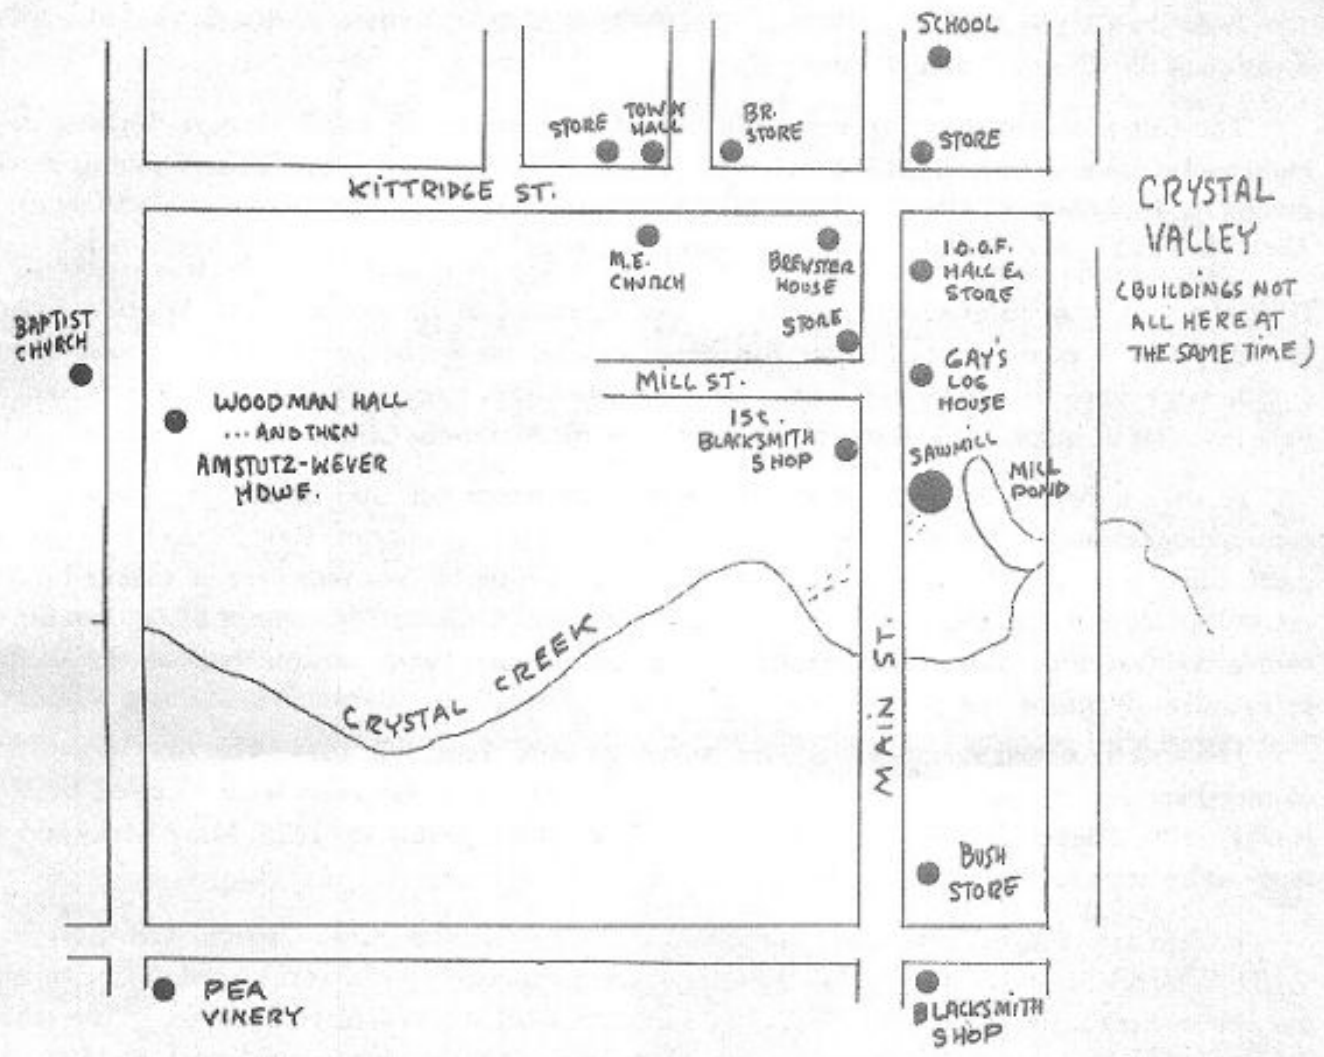 SCHOOL
STORE
TOWN
HALL
BR.
STORE
STORE
KITTRIDGE ST.
CRYSTAL
VALLEY
(BUILDINGS NOT
ALL HERE AT
THE SAME TIME)
M.E.
CHURCH
BREWSTER
HOUSE
I.O.O.F.
HALL &
STORE
STORE
BAPTIST
CHURCH
MILL ST.
GAY'S
LOG
HOUSE
WOODMAN HALL
... AND THEN
AMSTUTZ-WEVER
HOWE.
1St.
BLACKSMITH
SHOP
SAWMILL
MILL
POND
CRYSTAL CREEK
MAIN ST.
BUSH
STORE
PEA
VINERY
BLACKSMITH
SHOP